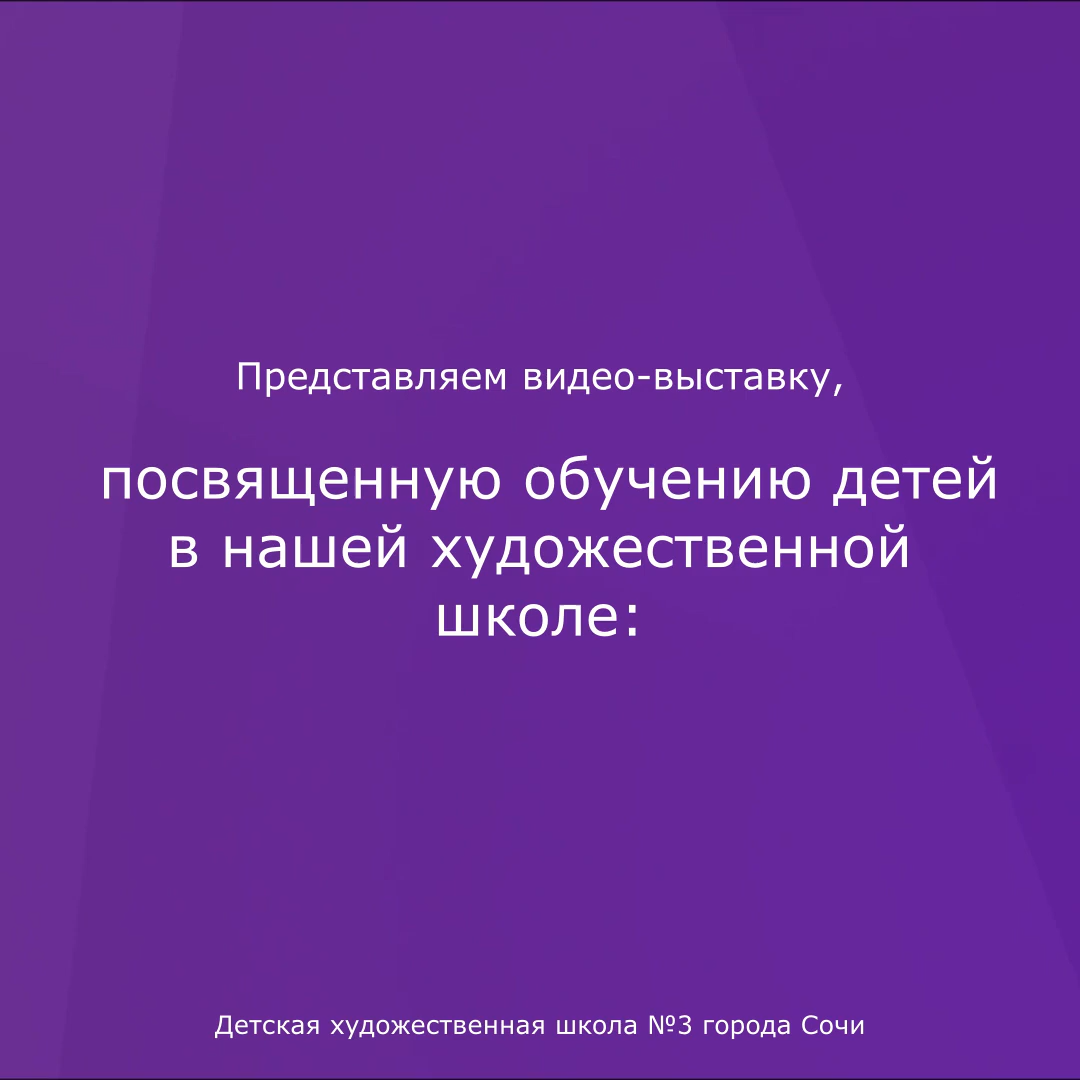 Представляем видео-выставку,
посвященную обучению детей
в нашей художественной
школе:
Детская художественная школа №3 города Сочи